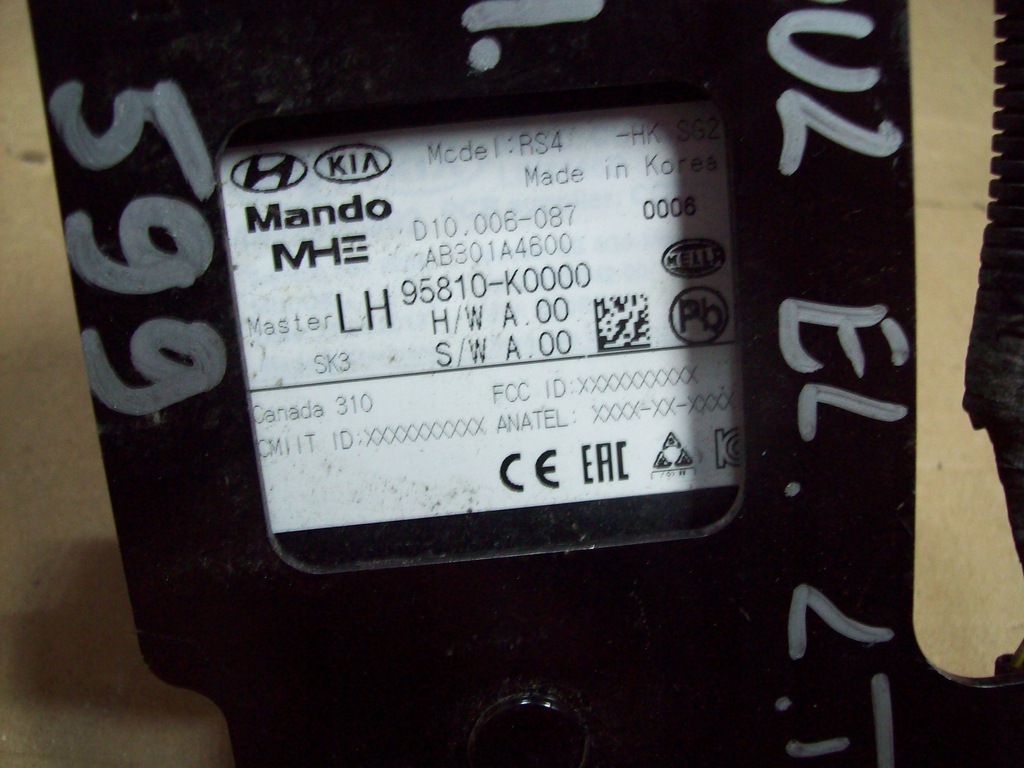 599
KIA
Model:RS4 -HK SG2
Made in Korea
Mando
MHE
D10.006-087 0006
AB301A4600
HELLA
Master LH 95810-K0000
H/W A.00
SK3
S/W A.00
Pb
Canada 310
FCC ID:XXXXXXXXXX
CMIIT ID:XXXXXXXXXX ANATEL: XXXX-XX-XXXX
CE EAC
EL.